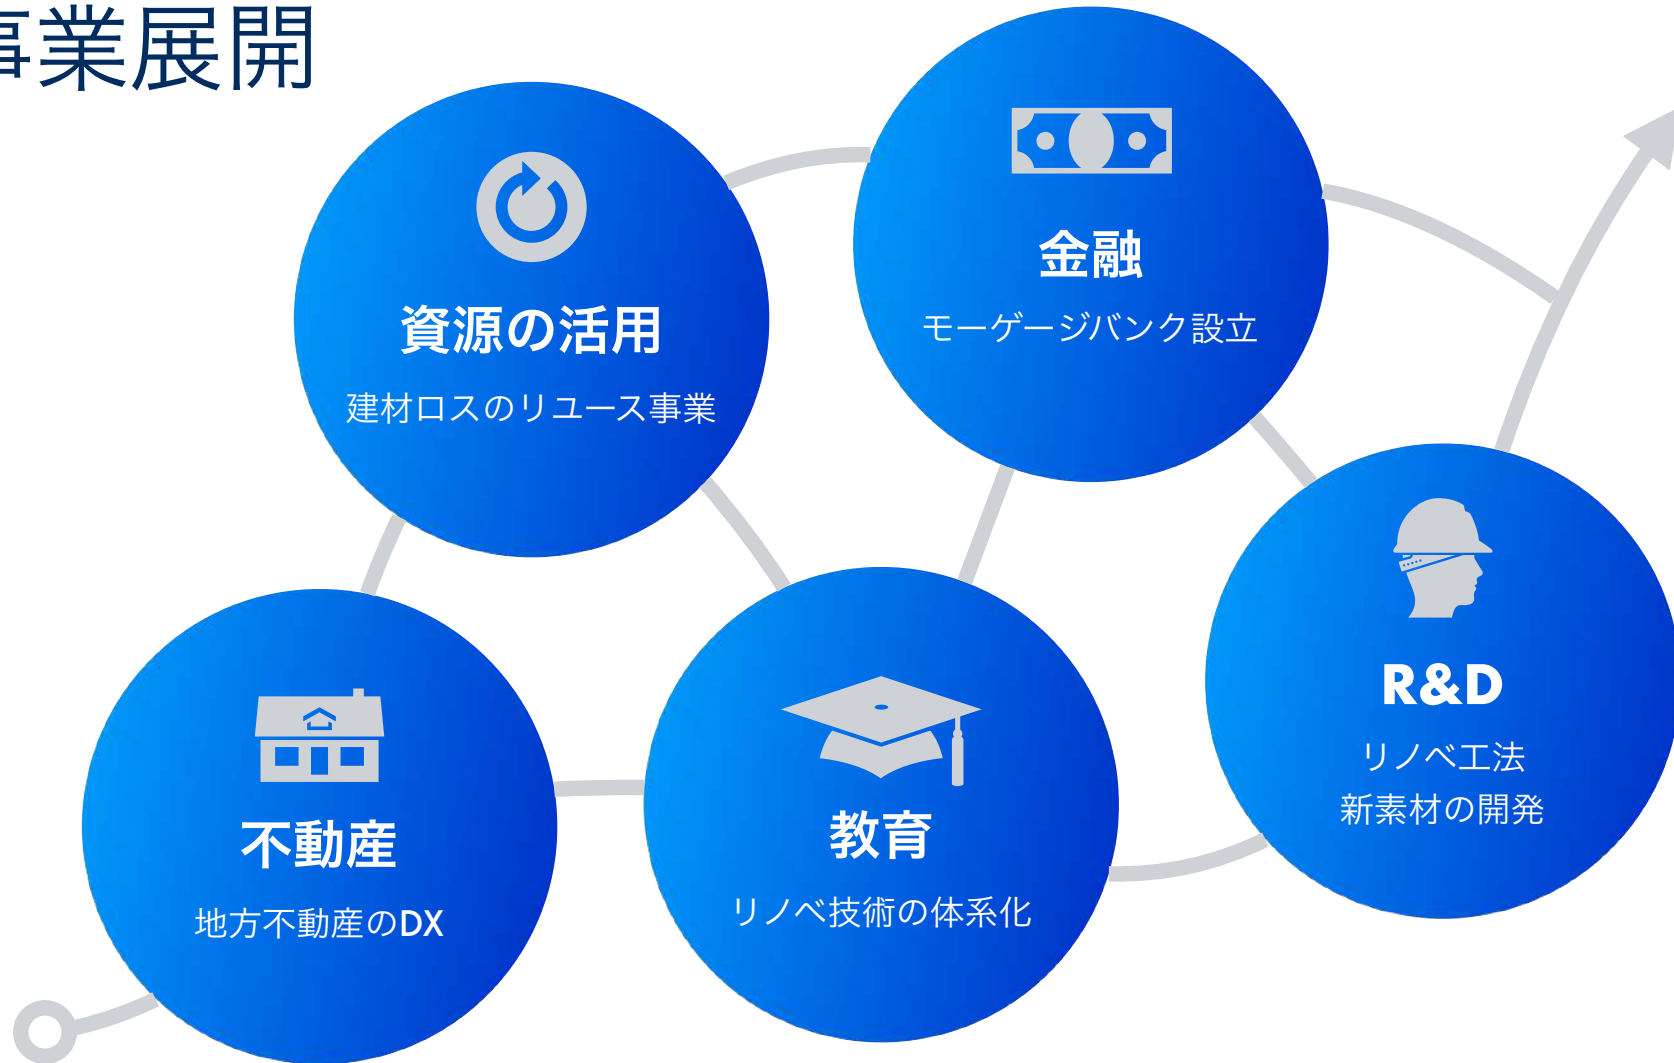 事業展開
資源の活用
建材ロスのリユース事業
金融
モーゲージバンク設立
不動産
地方不動産のDX
教育
リノベ技術の体系化
R&D
リノベ工法
新素材の開発